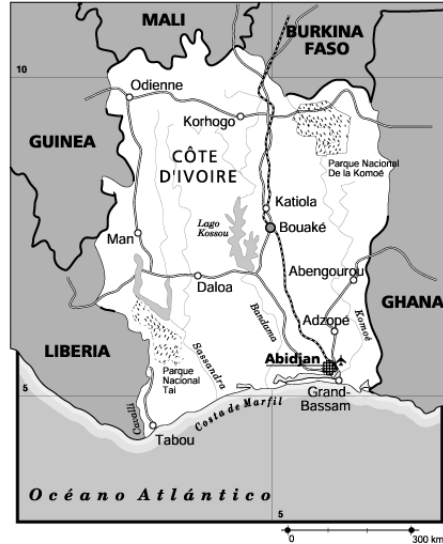 MALI
BURKINA
FASO
10
Odienne
Korhogo
GUINEA
CÔTE
D'IVOIRE
Parque Nacional
De la Komoé
Katiola
Lago
Kossou
Bouaké
Man
Abengourou
Daloa
GHANA
Bandama
Komoé
Adzopé
LIBERIA
Abidjan
Parque
Nacional
Tai
Sassandra
5
Grand-
Bassam
Cavalli
Costa de Marfil
Tabou
Océano Atlántico
5
0
300 km